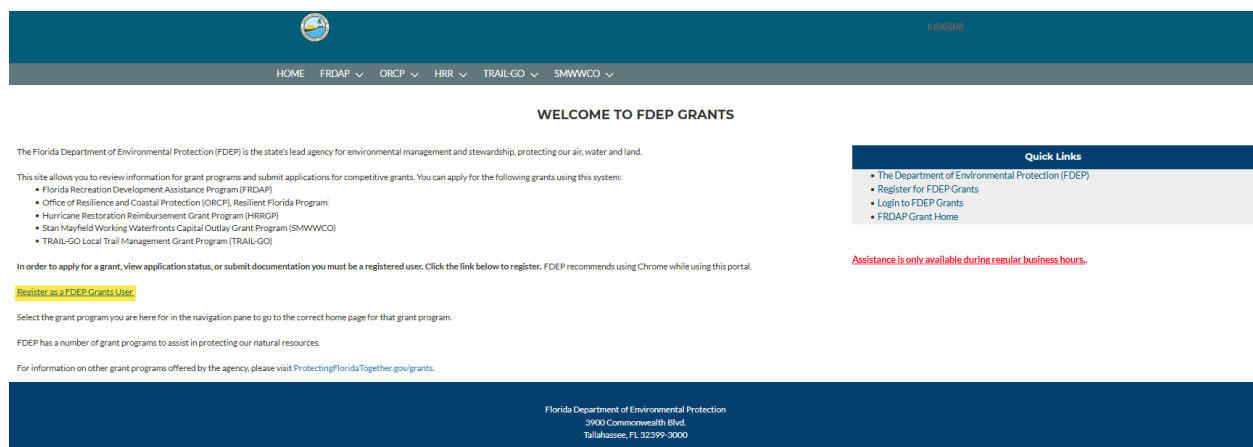 LOGIN
HOME FRDAP ORCP HRR TRAIL-GO SMWWCO
WELCOME TO FDEP GRANTS
The Florida Department of Environmental Protection (FDEP) is the state's lead agency for environmental management and stewardship, protecting our air, water and land.
This site allows you to review information for grant programs and submit applications for competitive grants. You can apply for the following grants using this system:
• Florida Recreation Development Assistance Program (FRDAP)
• Office of Resilience and Coastal Protection (ORCP), Resilient Florida Program
• Hurricane Restoration Reimbursement Grant Program (HRRGP)
• Stan Mayfield Working Waterfronts Capital Outlay Grant Program (SMWWCO)
• TRAIL-GO Local Trail Management Grant Program (TRAIL-GO)
In order to apply for a grant, view application status, or submit documentation you must be a registered user. Click the link below to register. FDEP recommends using Chrome while using this portal.
Register as a FDEP Grants User
Select the grant program you are here for in the navigation pane to go to the correct home page for that grant program.
FDEP has a number of grant programs to assist in protecting our natural resources.
For information on other grant programs offered by the agency, please visit ProtectingFloridaTogether.gov/grants.
Quick Links
• The Department of Environmental Protection (FDEP)
• Register for FDEP Grants
• Login to FDEP Grants
• FRDAP Grant Home
Assistance is only available during regular business hours..
Florida Department of Environmental Protection
3900 Commonwealth Blvd.
Tallahassee, FL 32399-3000